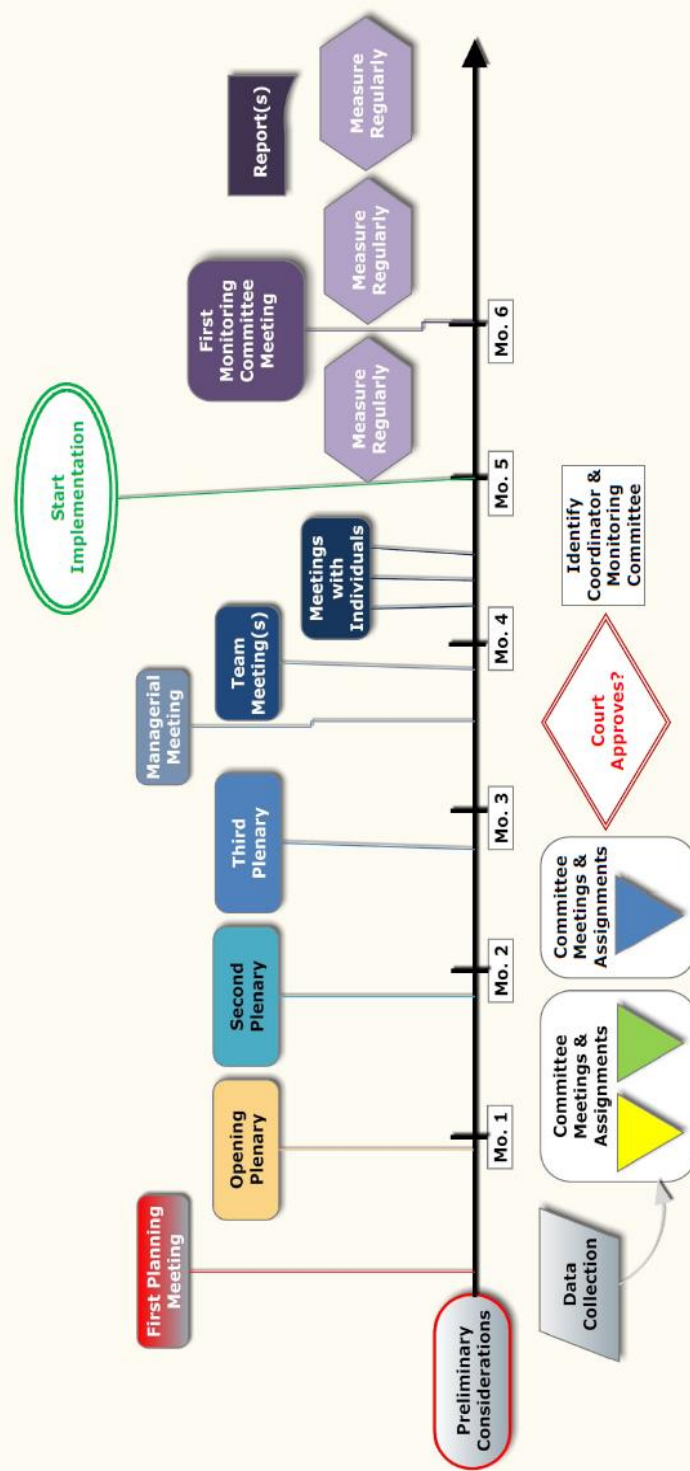 Start
Implementation
First Planning
Meeting
Managerial
Meeting
Opening
Plenary
Second
Plenary
Third
Plenary
Team
Meeting(s)
Meetings
with
Individuals
First
Monitoring
Committee
Meeting
Report(s)
Measure
Regularly
Measure
Regularly
Measure
Regularly
Preliminary
Considerations
Mo. 1
Mo. 2
Mo. 3
Mo. 4
Mo. 5
Mo. 6
Data
Collection
Committee
Meetings &
Assignments
Committee
Meetings &
Assignments
Court
Approves?
Identify
Coordinator &
Monitoring
Committee